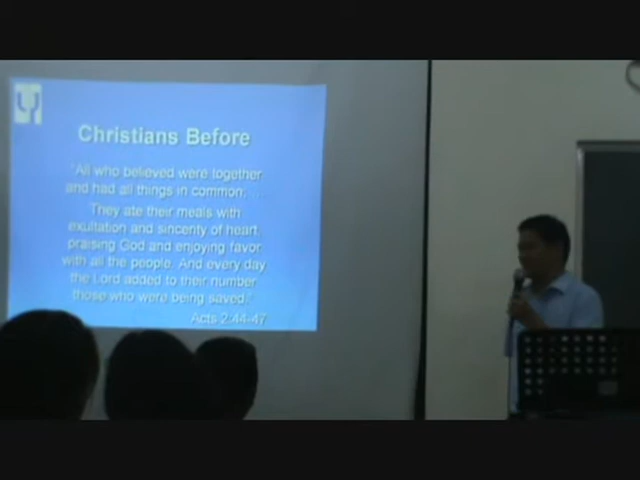 Christians Before
"All who believed were together
and had all things in common; ...
They ate their meals with
exultation and sincerity of heart,
praising God and enjoying favor
with all the people. And every day
the Lord added to their number
those who were being saved."
Acts 2:44-47